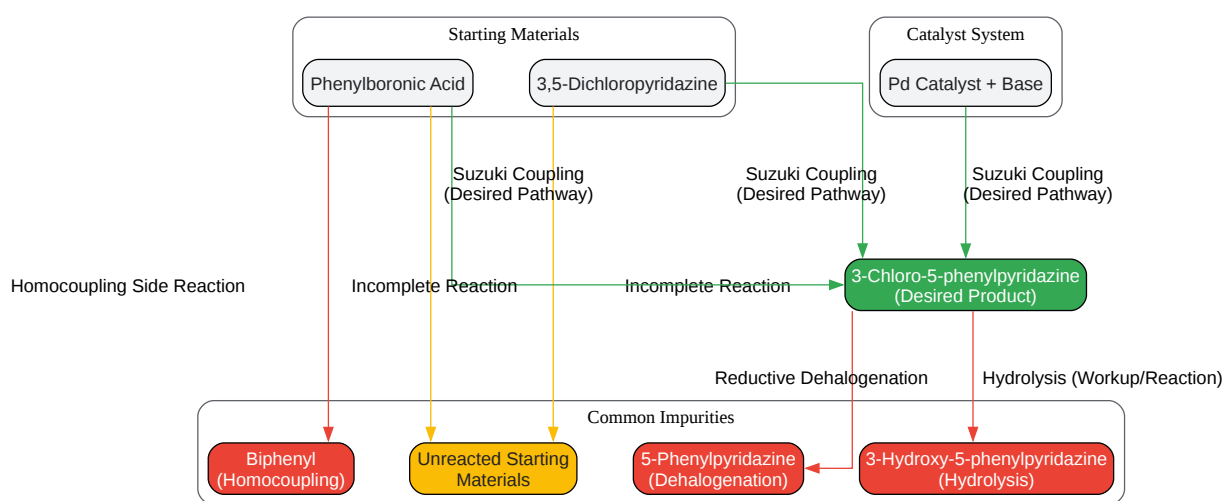 Starting Materials
Catalyst System
Phenylboronic Acid
3,5-Dichloropyridazine
Pd Catalyst + Base
Suzuki Coupling
(Desired Pathway)
Suzuki Coupling
(Desired Pathway)
Suzuki Coupling
(Desired Pathway)
Homocoupling Side Reaction
Incomplete Reaction
Incomplete Reaction
3-Chloro-5-phenylpyridazine
(Desired Product)
Reductive Dehalogenation
Hydrolysis (Workup/Reaction)
Common Impurities
Biphenyl
(Homocoupling)
Unreacted Starting
Materials
5-Phenylpyridazine
(Dehalogenation)
3-Hydroxy-5-phenylpyridazine
(Hydrolysis)